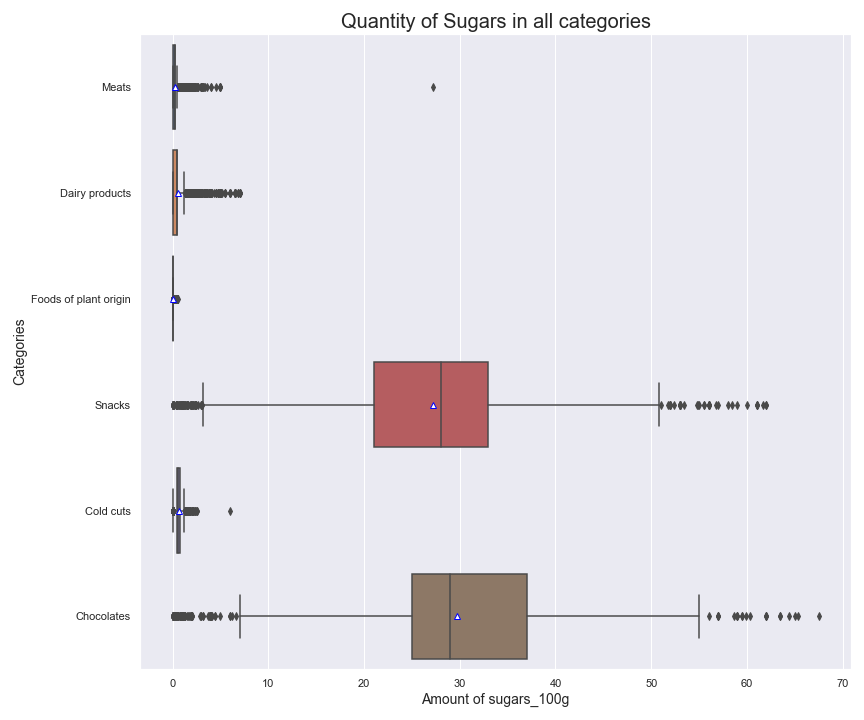 Quantity of Sugars in all categories
Categories
Meats
Dairy products
Foods of plant origin
Snacks
Cold cuts
Chocolates
0 10 20 30 40 50 60 70
Amount of sugars_100g